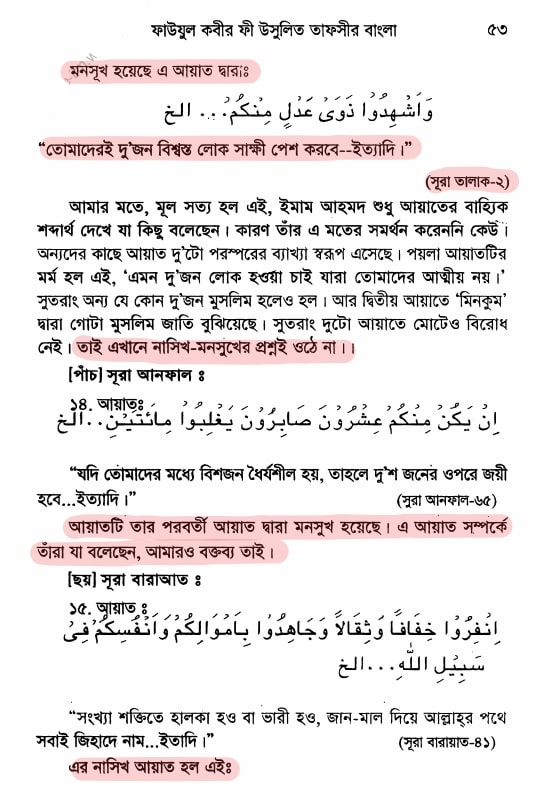 ফাউযুল কবীর ফী উসুলিত তাফসীর বাংলা ৫৩
মনসূখ হয়েছে এ আয়াত দ্বারাঃ
وَاَشْهِدُوْا ذَوَىْ عَدْلٍ مِنْكُمْ... الخ
“তোমাদেরই দু'জন বিশ্বস্ত লোক সাক্ষী পেশ করবে--ইত্যাদি।”
(সূরা তালাক-২)
আমার মতে, মূল সত্য হল এই, ইমাম আহমদ শুধু আয়াতের বাহ্যিক
শব্দার্থ দেখে যা কিছু বলেছেন। কারণ তাঁর এ মতের সমর্থন করেননি কেউ।
অন্যদের কাছে আয়াত দু'টো পরস্পরের ব্যাখ্যা স্বরূপ এসেছে। পয়লা আয়াতটির
মর্ম হল এই, ‘এমন দু'জন লোক হওয়া চাই যারা তোমাদের আত্মীয় নয়।’
সুতরাং অন্য যে কোন দু'জন মুসলিম হলেও হল। আর দ্বিতীয় আয়াতে ‘মিনকুম’
দ্বারা গোটা মুসলিম জাতি বুঝিয়েছে। সুতরাং দুটো আয়াতে মোটেও বিরোধ
নেই। তাই এখানে নাসিখ-মনসুখের প্রশ্নই ওঠে না।।
[পাঁচ] সূরা আনফাল ঃ
১৪. আয়াতঃ
اِنْ يَكُنْ مِنْكُمْ عِشْرُوْنَ صَابِرُوْنَ يَغْلِبُوْا مِائَتَيْنِ...الخ
“যদি তোমাদের মধ্যে বিশজন ধৈর্যশীল হয়, তাহলে দু'শ জনের ওপরে জয়ী
হবে...ইত্যাদি।” (সুরা আনফাল-৬৫)
আয়াতটি তার পরবর্তী আয়াত দ্বারা মনসুখ হয়েছে। এ আয়াত সম্পর্কে
তাঁরা যা বলেছেন, আমারও বক্তব্য তাই।
[ছয়] সূরা বারাআত ঃ
১৫. আয়াত ঃ
اِنْفِرُوْا خِفَافًا وَثِقَالًا وَجَاهِدُوْا بِاَمْوَالِكُمْ وَاَنْفُسِكُمْ فِىْ
سَبِيْلِ اللّٰهِ...الخ
“সংখ্যা শক্তিতে হালকা হও বা ভারী হও, জান-মাল দিয়ে আল্লাহ্‌র পথে
সবাই জিহাদে নাম...ইতাদি।” (সূরা বারায়াত-৪১)
এর নাসিখ আয়াত হল এইঃ